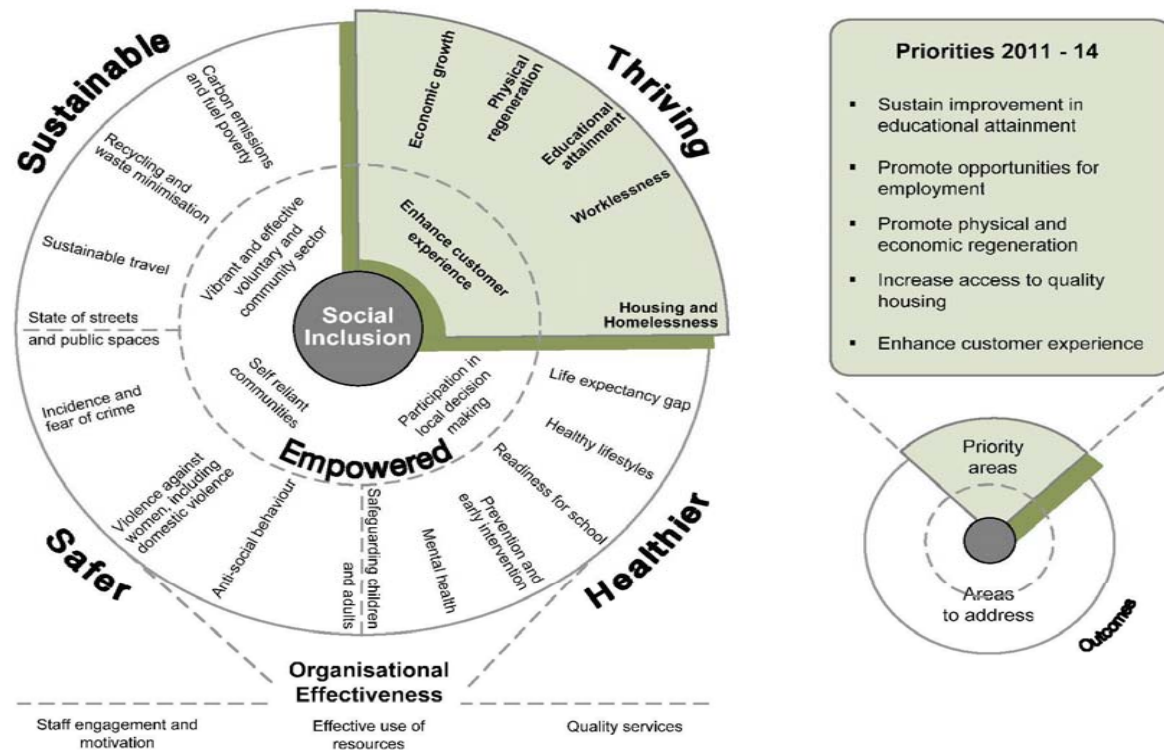 Sustainable
Carbon emissions
and fuel poverty
Recycling and
waste minimisation
Sustainable travel
State of streets
and public spaces
Vibrant and effective
voluntary and
community sector
Thriving
Economic growth
Physical
regeneration
Educational
attainment
Worklessness
Housing and
Homelessness
Enhance customer
experience
Social
Inclusion
Self reliant
communities
Participation in
local decision
making
Empowered
Incidence and
fear of crime
Violence against
women, including
domestic violence
Anti-social behaviour
Safeguarding children
and adults
Safer
Life expectancy gap
Healthy lifestyles
Readiness for school
Prevention and
early intervention
Mental health
Healthier
Organisational
Effectiveness
Staff engagement and
motivation
Effective use of
resources
Quality services
Priorities 2011 - 14
▪ Sustain improvement in
educational attainment
▪ Promote opportunities for
employment
▪ Promote physical and
economic regeneration
▪ Increase access to quality
housing
▪ Enhance customer experience
Priority
areas
Areas
to address
Outcomes